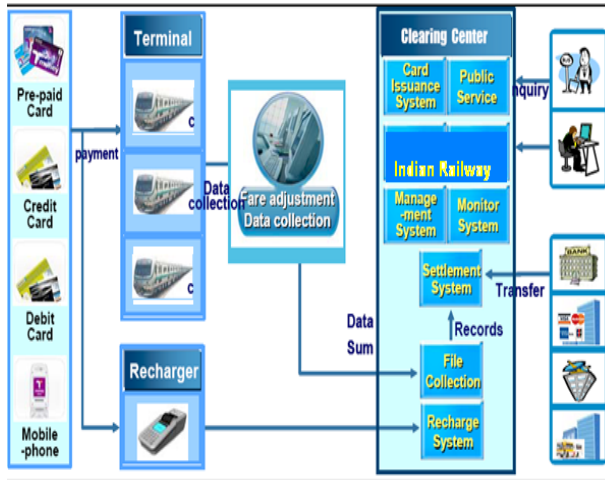 Pre-paid
Card
Credit
Card
Debit
Card
Mobile
-phone
payment
Terminal
C
C
Recharger
Data
collection
Fare adjustment
Data collection
Data
Sum
Clearing Center
Card
Issuance
System
Public
Service
Indian Railway
Manage
-ment
System
Monitor
System
Settlement
System
Records
File
Collection
Recharge
System
nquiry
Transfer
BANK